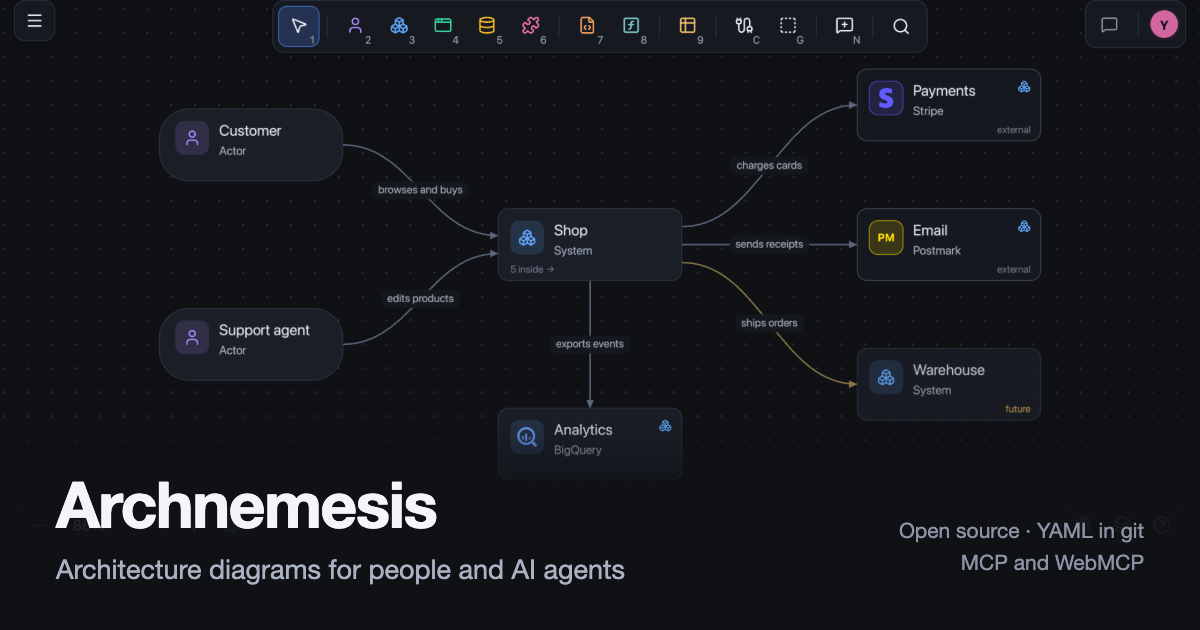 1
2
3
4
5
6
7
8
9
C
G
N
Y
Customer
Actor
browses and buys
Support agent
Actor
edits products
Shop
System
5 inside →
exports events
Analytics
BigQuery
charges cards
sends receipts
ships orders
S
Payments
Stripe
external
PM
Email
Postmark
external
Warehouse
System
future
Archnemesis
Architecture diagrams for people and AI agents
Open source · YAML in git
MCP and WebMCP